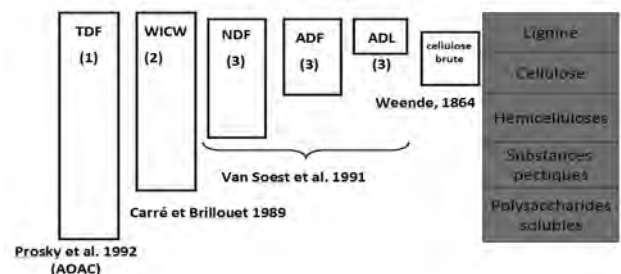 TDF
(1)
WICW
(2)
NDF
(3)
ADF
(3)
ADL
(3)
cellulose
brute
Weende, 1864
Van Soest et al. 1991
Carré et Brillouet 1989
Prosky et al. 1992
(AOAC)
Lignine
Cellulose
Hémicelluloses
Substances
pectiques
Polysaccharides
solubles